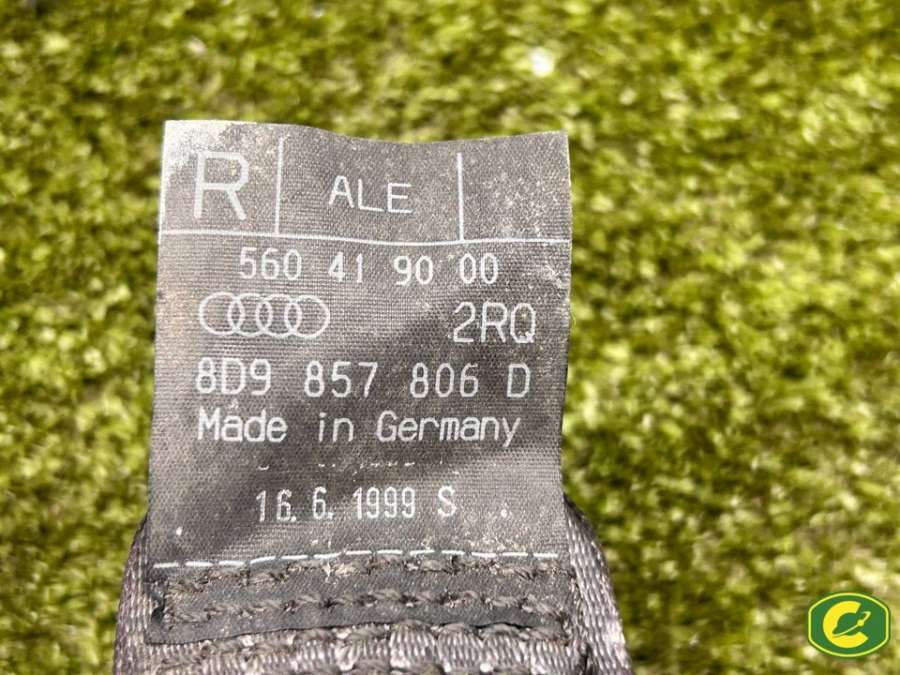 R ALE
560 41 90 00
2RQ
8D9 857 806 D
Made in Germany
16.6.1999 S